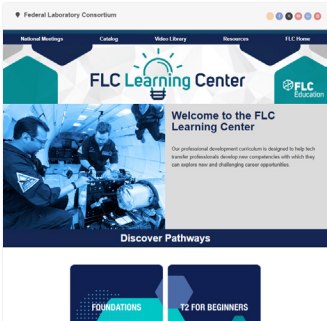 Federal Laboratory Consortium
National Meetings Catalog Video Library Resources FLC Home
FLC Learning Center
FLC
Education
Welcome to the FLC
Learning Center
Our professional development curriculum is designed to help tech
transfer professionals develop new competencies with which they
can explore new and challenging career opportunities.
Discover Pathways
FOUNDATIONS
T2 FOR BEGINNERS